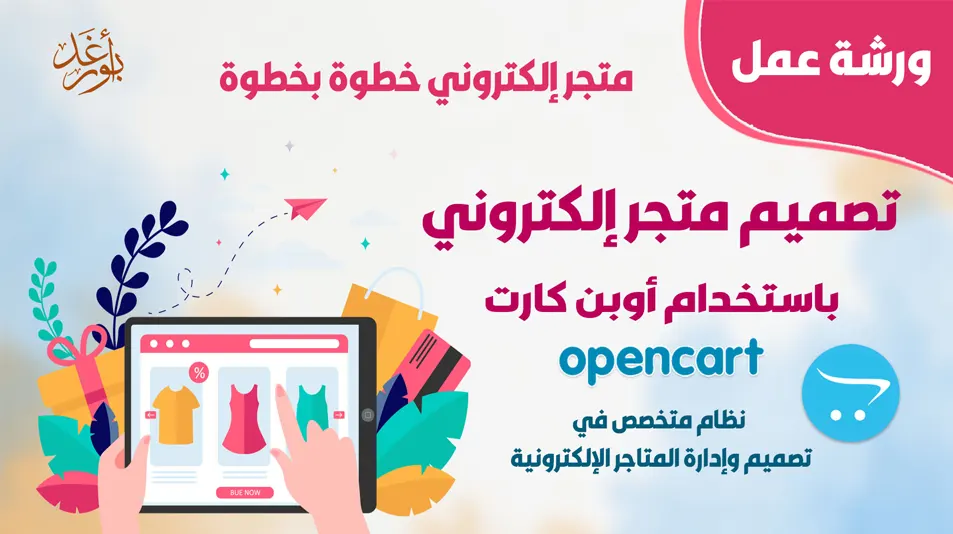 ورشة عمل
متجر إلكتروني خطوة بخطوة
أبو رغد
تصميم متجر إلكتروني
باستخدام أوبن كارت
opencart
نظام متخصص في
تصميم وإدارة المتاجر الإلكترونية
%
BUE NOW